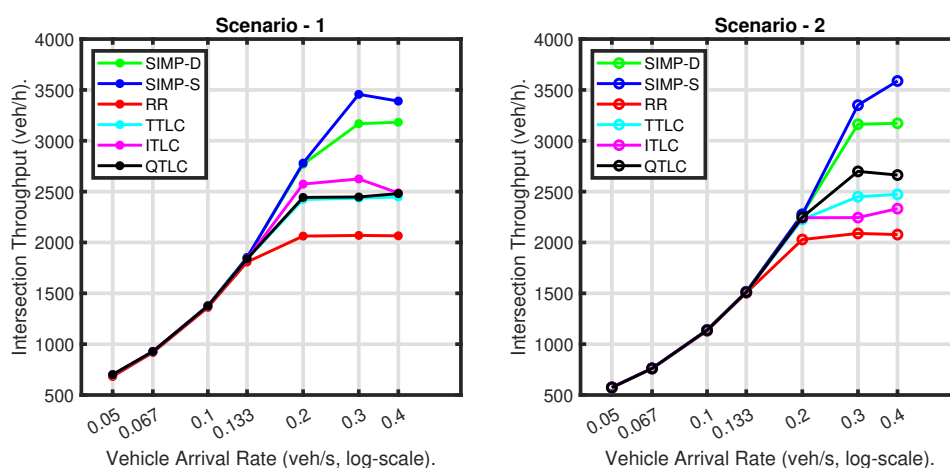 Scenario - 1
Intersection Throughput (veh/h).
4000
3500
3000
2500
2000
1500
1000
500
SIMP-D
SIMP-S
RR
TTLC
ITLC
QTLC
0.05
0.067
0.1
0.133
0.2
0.3
0.4
Vehicle Arrival Rate (veh/s, log-scale).
Scenario - 2
Intersection Throughput (veh/h).
4000
3500
3000
2500
2000
1500
1000
500
SIMP-D
SIMP-S
RR
TTLC
ITLC
QTLC
0.05
0.067
0.1
0.133
0.2
0.3
0.4
Vehicle Arrival Rate (veh/s, log-scale).